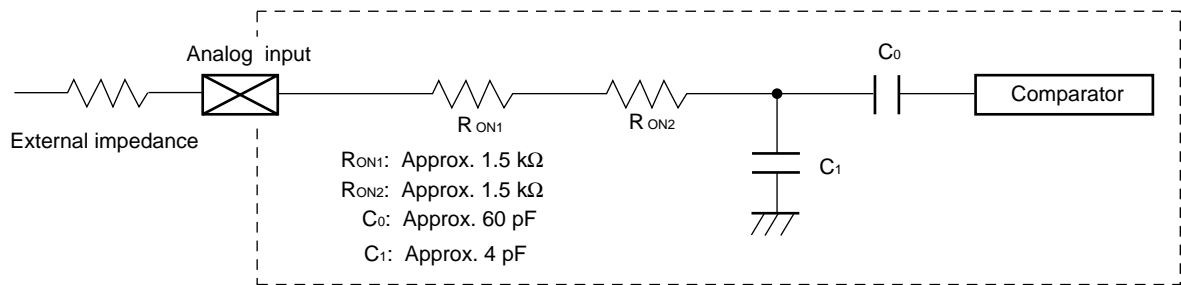 Analog input
C0
Comparator
RON1
RON2
External impedance
C1
RON1: Approx. 1.5 kΩ
RON2: Approx. 1.5 kΩ
C0: Approx. 60 pF
C1: Approx. 4 pF